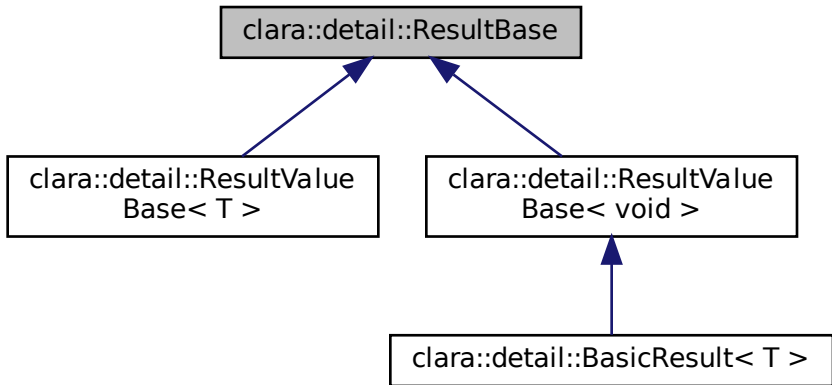 clara::detail::ResultBase
clara::detail::ResultValue
Base< T >
clara::detail::ResultValue
Base< void >
clara::detail::BasicResult< T >